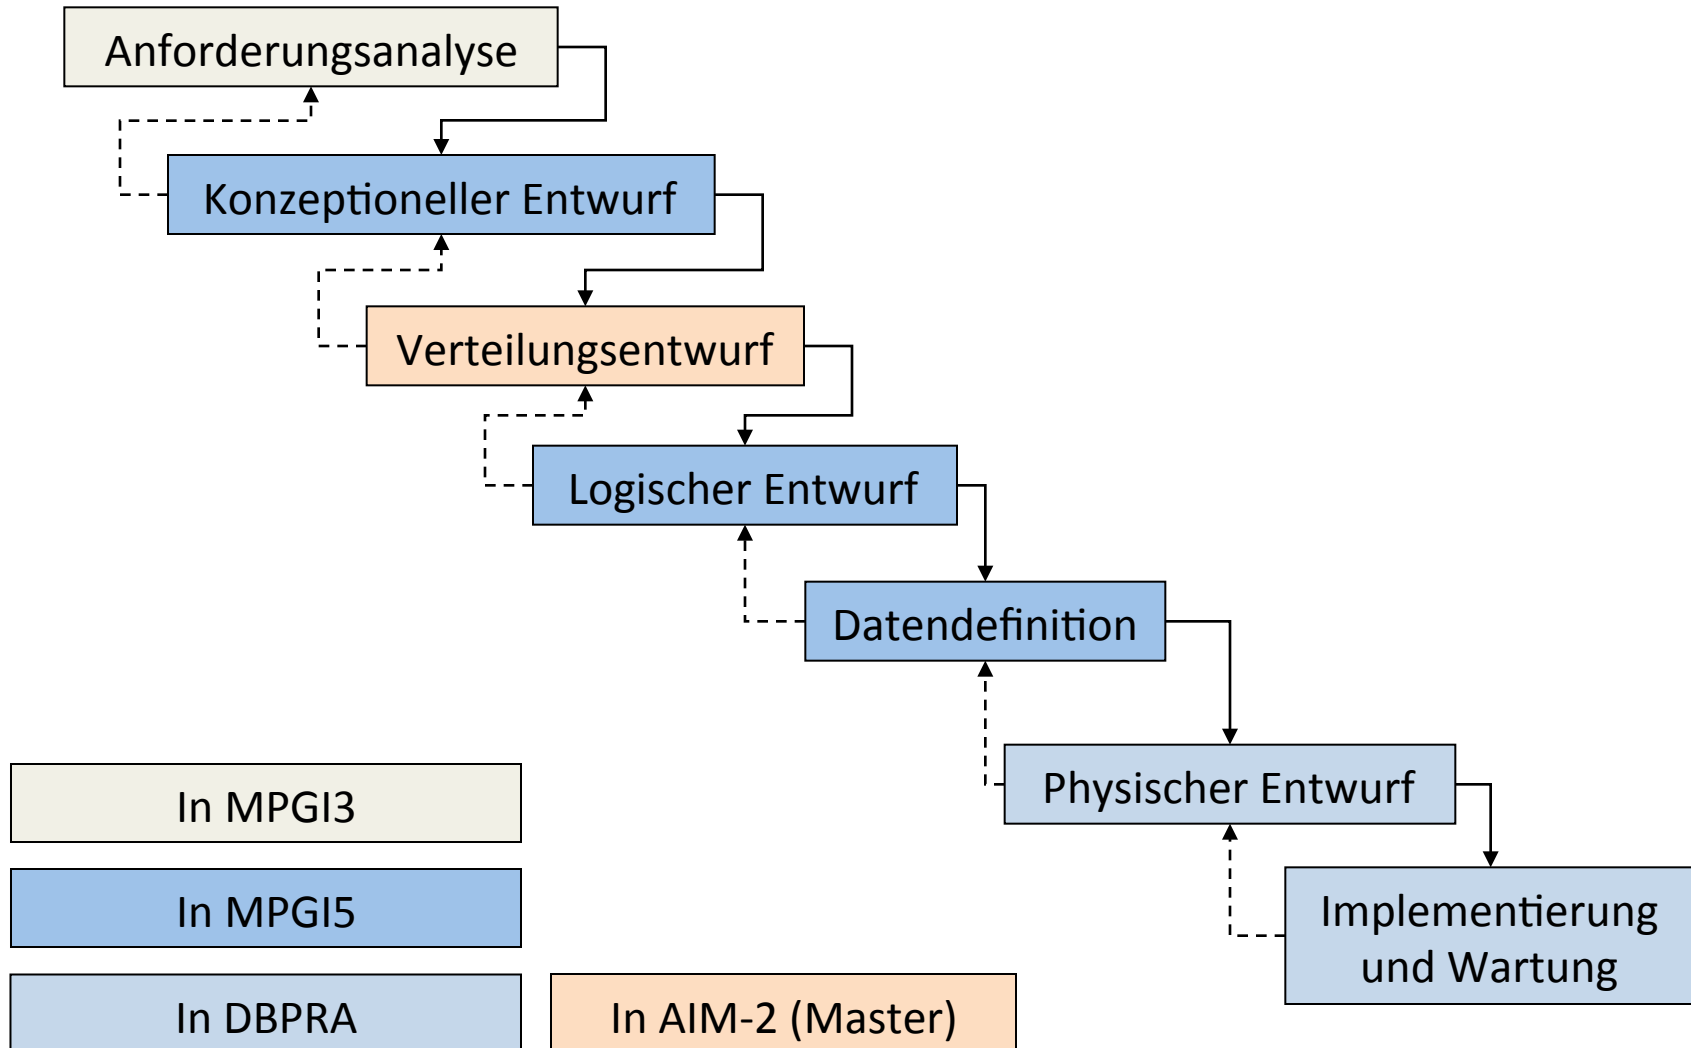 Anforderungsanalyse
Konzeptioneller Entwurf
Verteilungsentwurf
Logischer Entwurf
Datendefinition
Physischer Entwurf
Implementierung
und Wartung
In MPGI3
In MPGI5
In DBPRA
In AIM-2 (Master)